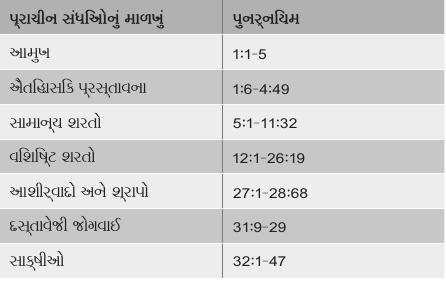 પ્રાચીન સંધિઓનું માળખું પુનર્નિયમ
આમુખ 1:1-5
ઐતિહાસિક પ્રસ્તાવના 1:6-4:49
સામાન્ય શરતો 5:1-11:32
વિશિષ્ટ શરતો 12:1-26:19
આશીર્વાદો અને શ્રાપો 27:1-28:68
દસ્તાવેજી જોગવાઈ 31:9-29
સાક્ષીઓ 32:1-47